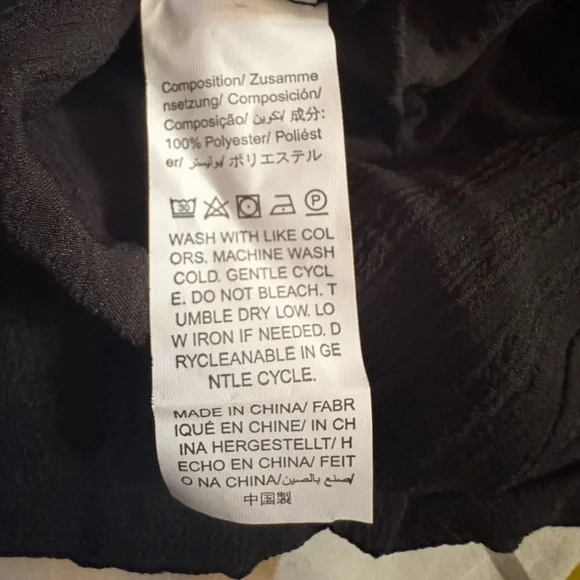 Composition/ Zusamme
nsetzung/ Composición/
Composição/ تكوين/ 成分:
100% Polyester/ Poliést
er/ بوليستر/ ポリエステル
30 P
WASH WITH LIKE COL
ORS. MACHINE WASH
COLD. GENTLE CYCL
E. DO NOT BLEACH. T
UMBLE DRY LOW. LO
W IRON IF NEEDED. D
RYCLEANABLE IN GE
NTLE CYCLE.
MADE IN CHINA/ FABR
IQUÉ EN CHINE/ IN CH
INA HERGESTELLT/ H
ECHO EN CHINA/ FEIT
O NA CHINA/صنع بالصين/
中国製